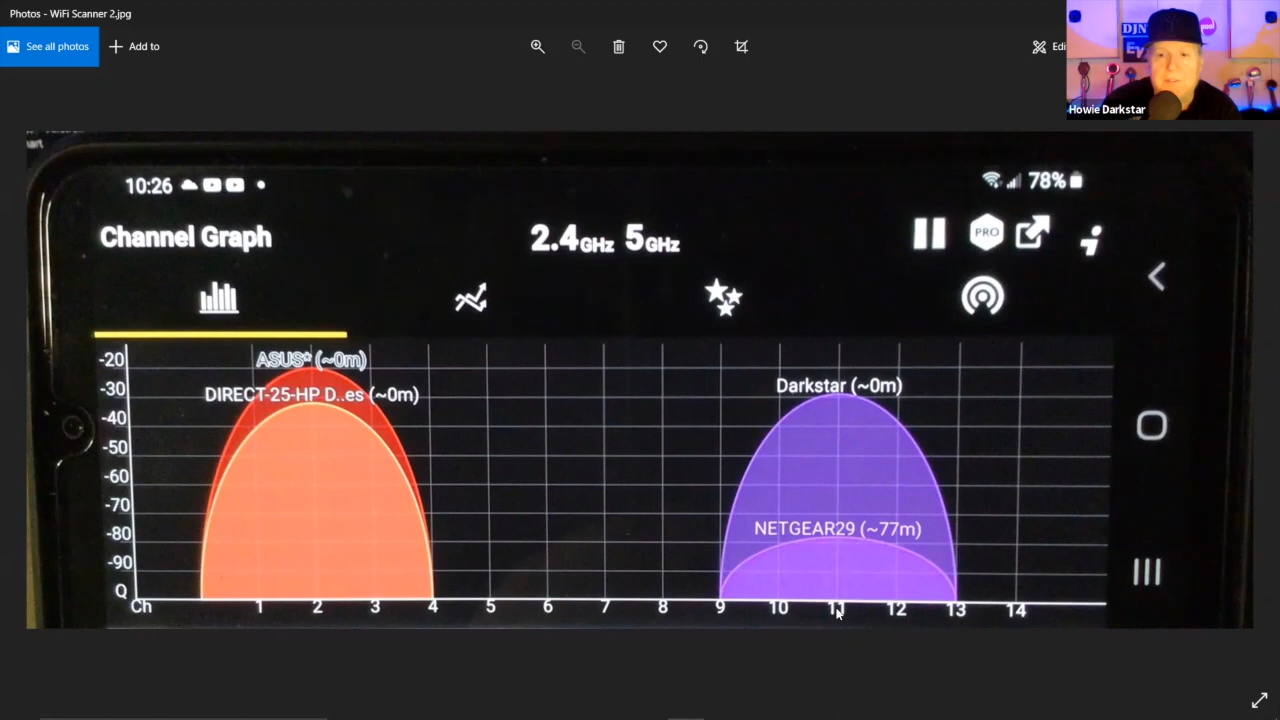 Photos - WiFi Scanner 2.jpg
See all photos
Add to
Howie Darkstar
10:26
78%
Channel Graph
2.4GHz 5GHz
PRO
-20
ASUS* (~0m)
-30
DIRECT-25-HP D..es (~0m)
Darkstar (~0m)
-40
-50
-60
-70
NETGEAR29 (~77m)
-80
-90
Q
Ch 1 2 3 4 5 6 7 8 9 10 11 12 13 14